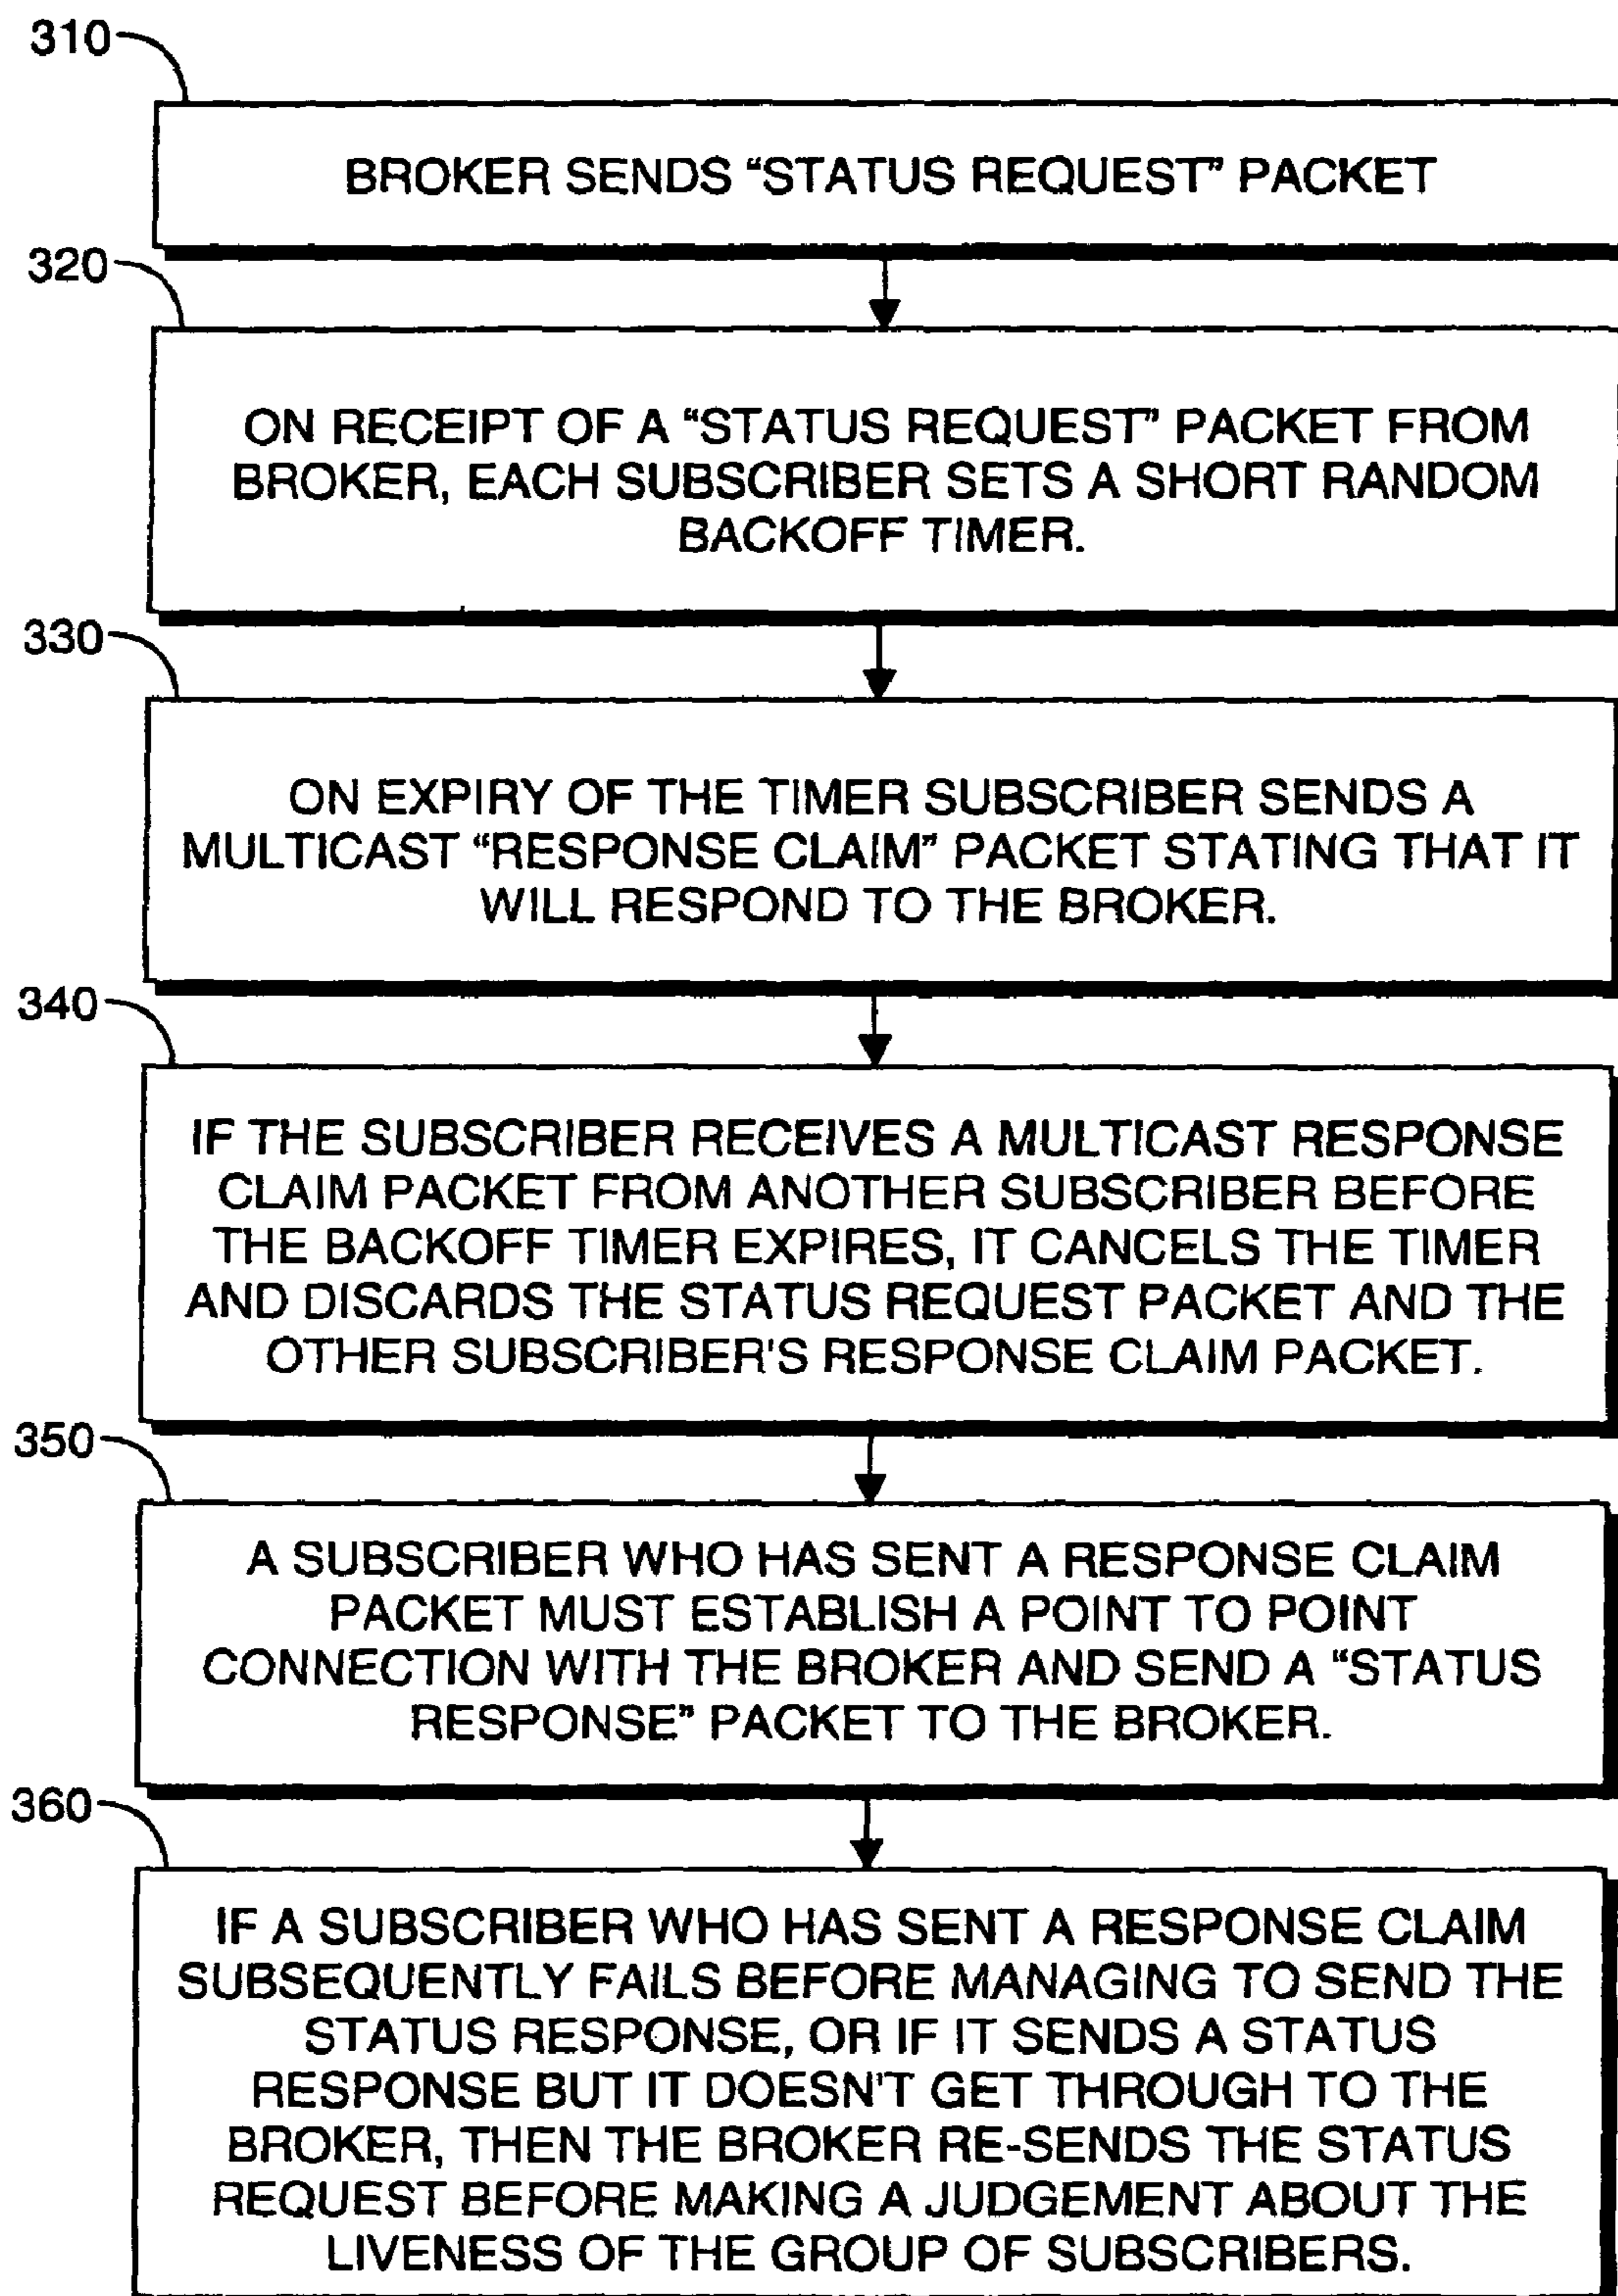 310
BROKER SENDS “STATUS REQUEST” PACKET
320
ON RECEIPT OF A “STATUS REQUEST” PACKET FROM
BROKER, EACH SUBSCRIBER SETS A SHORT RANDOM
BACKOFF TIMER.
330
ON EXPIRY OF THE TIMER SUBSCRIBER SENDS A
MULTICAST “RESPONSE CLAIM” PACKET STATING THAT IT
WILL RESPOND TO THE BROKER.
340
IF THE SUBSCRIBER RECEIVES A MULTICAST RESPONSE
CLAIM PACKET FROM ANOTHER SUBSCRIBER BEFORE
THE BACKOFF TIMER EXPIRES, IT CANCELS THE TIMER
AND DISCARDS THE STATUS REQUEST PACKET AND THE
OTHER SUBSCRIBER'S RESPONSE CLAIM PACKET.
350
A SUBSCRIBER WHO HAS SENT A RESPONSE CLAIM
PACKET MUST ESTABLISH A POINT TO POINT
CONNECTION WITH THE BROKER AND SEND A “STATUS
RESPONSE” PACKET TO THE BROKER.
360
IF A SUBSCRIBER WHO HAS SENT A RESPONSE CLAIM
SUBSEQUENTLY FAILS BEFORE MANAGING TO SEND THE
STATUS RESPONSE, OR IF IT SENDS A STATUS
RESPONSE BUT IT DOESN'T GET THROUGH TO THE
BROKER, THEN THE BROKER RE-SENDS THE STATUS
REQUEST BEFORE MAKING A JUDGEMENT ABOUT THE
LIVENESS OF THE GROUP OF SUBSCRIBERS.